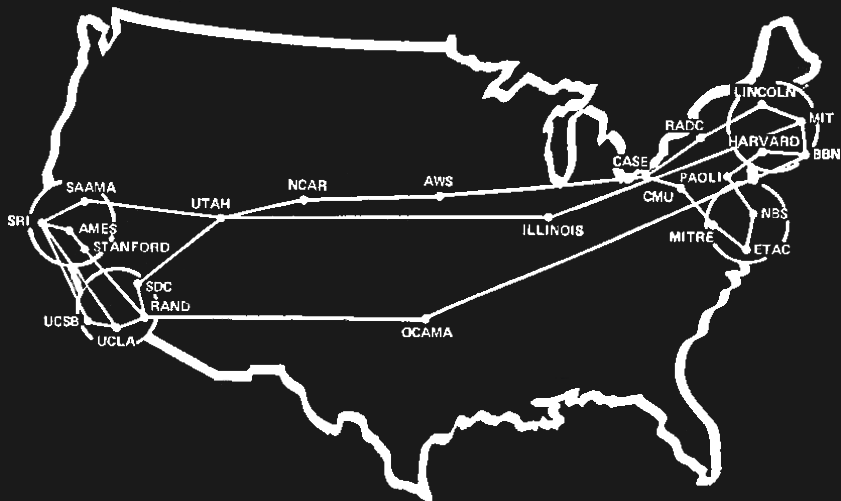 LINCOLN
MIT
RADC
HARVARD
BBN
CASE
PAOLI
CMU
NBS
MITRE
ETAC
SAAMA
NCAR
AWS
UTAH
SRI
AMES
STANFORD
ILLINOIS
SDC
RAND
UCSB
UCLA
OCAMA